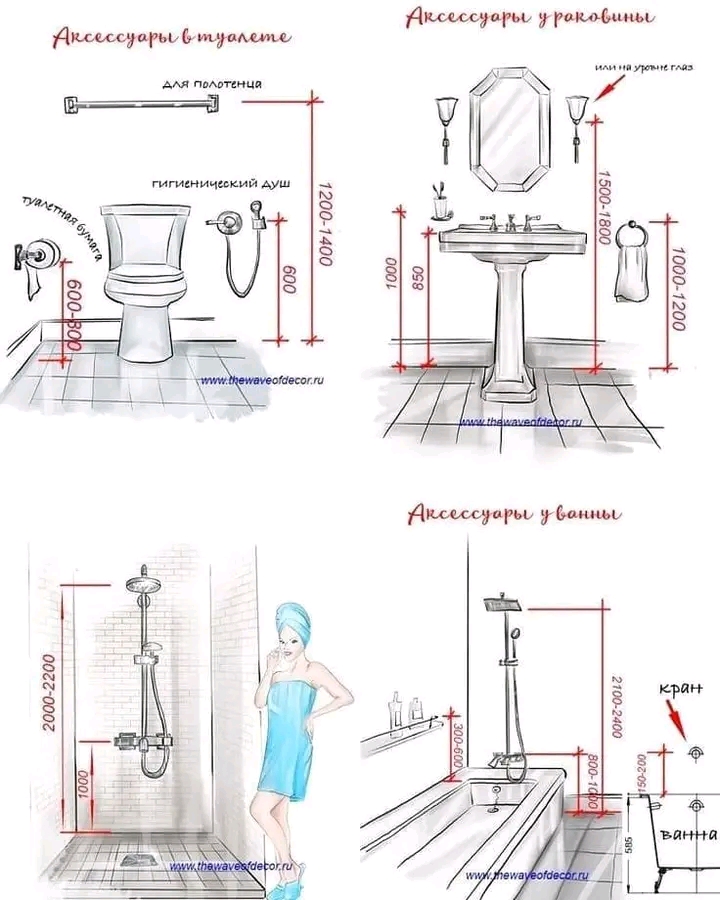 Аксессуары в туалете
для полотенца
гигиенический душ
туалетная бумага
1200-1400
600
600-800
www.thewaveofdecor.ru
Аксессуары у раковины
или на уровне глаз
1500-1800
1000
850
1000-1200
www.thewaveofdecor.ru
2000-2200
1000
www.thewaveofdecor.ru
Аксессуары у ванны
2100-2400
300-600
800-1000
кран
150-200
ванна
585
www.thewaveofdecor.ru